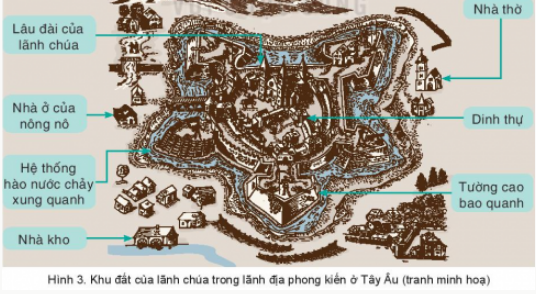 Nhà thờ
Lâu đài của
lãnh chúa
Nhà ở của
nông nô
Dinh thự
Hệ thống
hào nước chảy
xung quanh
Tường cao
bao quanh
Nhà kho
Hình 3. Khu đất của lãnh chúa trong lãnh địa phong kiến ở Tây Âu (tranh minh hoạ)